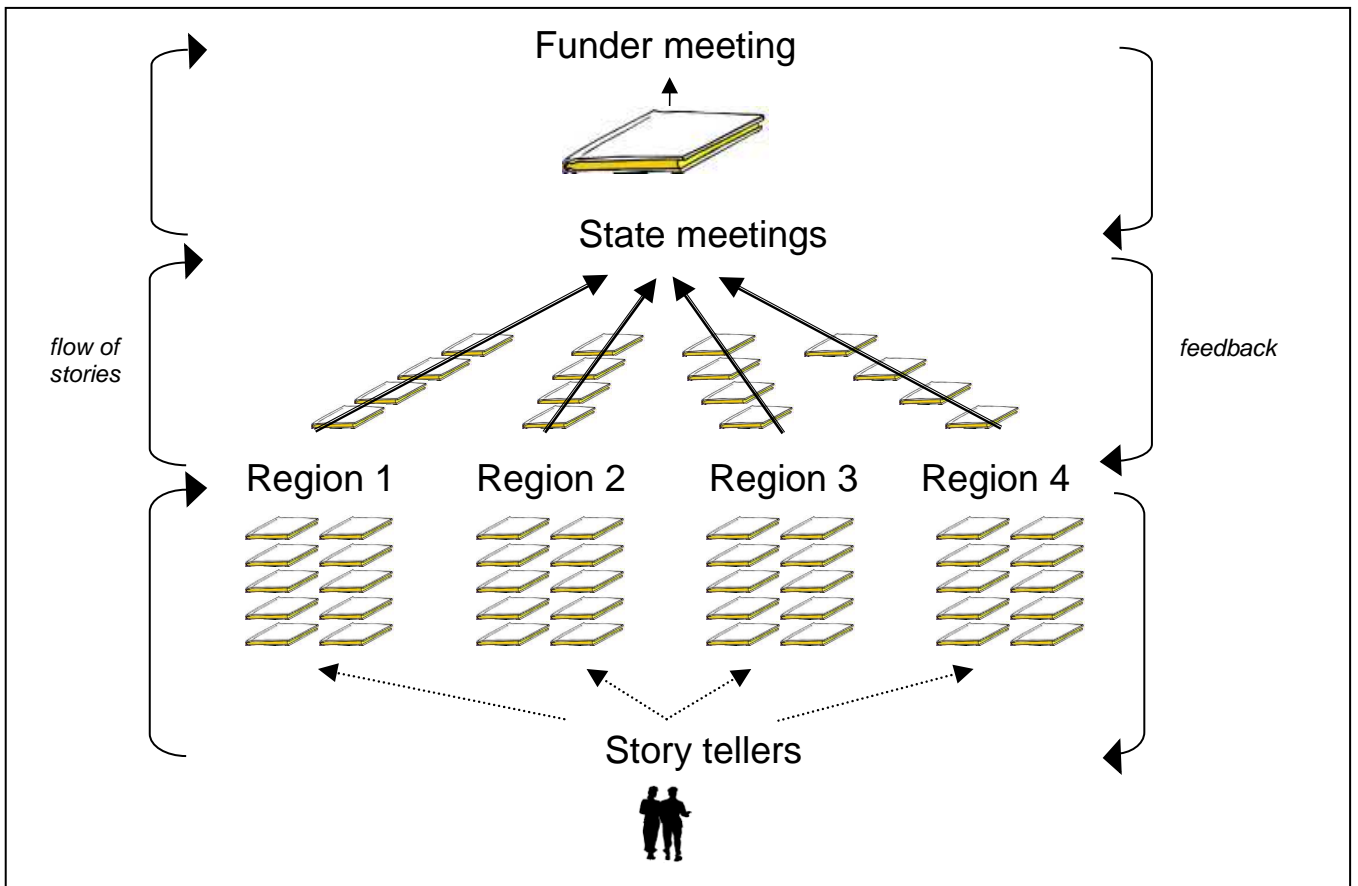 Funder meeting
State meetings
flow of
stories
feedback
Region 1 Region 2 Region 3 Region 4
Story tellers